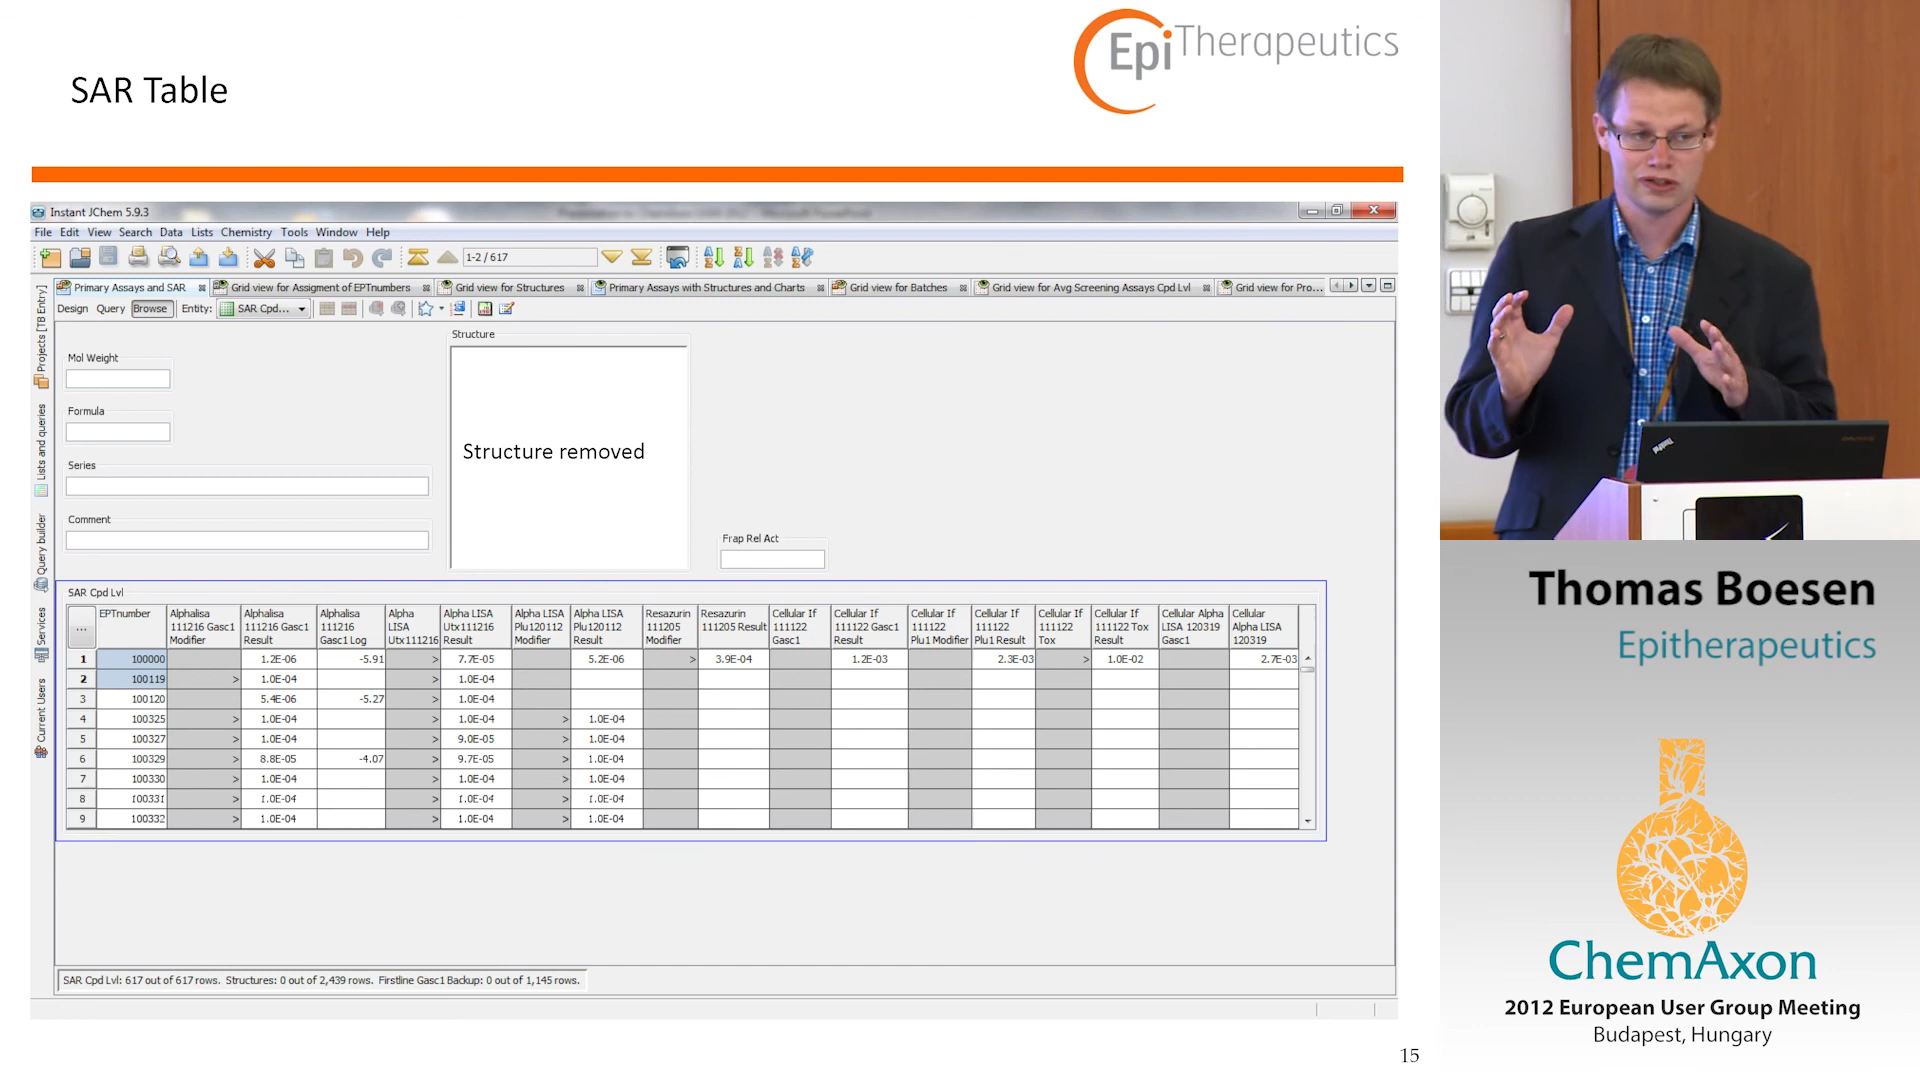 EpiTherapeutics
SAR Table
Instant JChem 5.9.3
File Edit View Search Data Lists Chemistry Tools Window Help
1-2 / 617
Primary Assays and SAR Grid view for Assigment of EPTnumbers Grid view for Structures Primary Assays with Structures and Charts Grid view for Batches Grid view for Avg Screening Assays Cpd Lvl Grid view for Pro...
Design Query Browse Entity: SAR Cpd...
Projects [TB Entry]
Lists and queries
Query builder
Services
Current Users
Mol Weight
Formula
Series
Comment
Structure
Structure removed
Frap Rel Act
SAR Cpd Lvl
... EPTnumber Alphalisa 111216 Gasc1 Modifier Alphalisa 111216 Gasc1 Result Alphalisa 111216 Gasc1 Log Alpha LISA Utx111216 Alpha LISA Utx111216 Result Alpha LISA Plu120112 Modifier Alpha LISA Plu120112 Result Resazurin 111205 Modifier Resazurin 111205 Result Cellular If 111122 Gasc1 Cellular If 111122 Gasc1 Result Cellular If 111122 Plu1 Modifier Cellular If 111122 Plu1 Result Cellular If 111122 Tox Cellular If 111122 Tox Result Cellular Alpha LISA 120319 Gasc1 Cellular Alpha LISA 120319
1 100000 1.2E-06 -5.91 > 7.7E-05 5.2E-06 > 3.9E-04 1.2E-03 2.3E-03 > 1.0E-02 2.7E-03
2 100119 > 1.0E-04 > 1.0E-04
3 100120 5.4E-06 -5.27 > 1.0E-04
4 100325 > 1.0E-04 > 1.0E-04 > 1.0E-04
5 100327 > 1.0E-04 > 9.0E-05 > 1.0E-04
6 100329 > 8.8E-05 -4.07 > 9.7E-05 > 1.0E-04
7 100330 > 1.0E-04 > 1.0E-04 > 1.0E-04
8 100331 > 1.0E-04 > 1.0E-04 > 1.0E-04
9 100332 > 1.0E-04 > 1.0E-04 > 1.0E-04
SAR Cpd Lvl: 617 out of 617 rows. Structures: 0 out of 2,439 rows. Firstline Gasc1 Backup: 0 out of 1,145 rows.
15
ThinkPad
Thomas Boesen
Epitherapeutics
ChemAxon
2012 European User Group Meeting
Budapest, Hungary